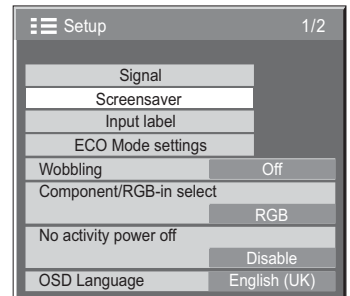 Setup 1/2
Signal
Screensaver
Input label
ECO Mode settings
Wobbling Off
Component/RGB-in select
RGB
No activity power off
Disable
OSD Language English (UK)